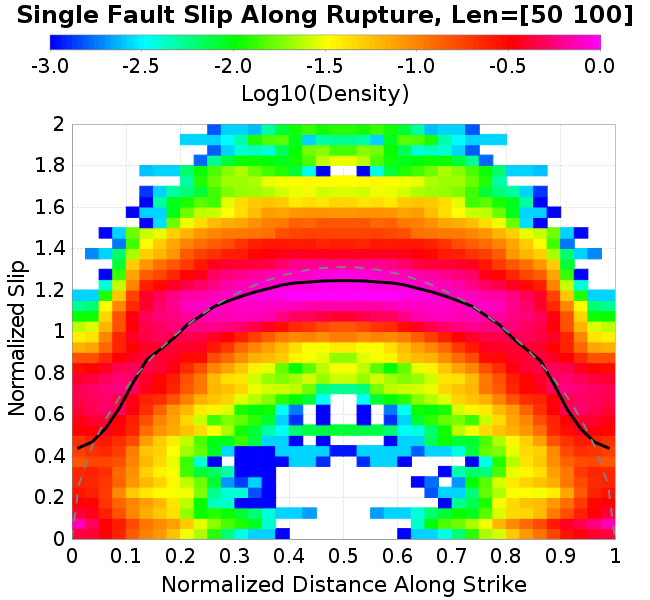 Single Fault Slip Along Rupture, Len=[50 100]
-3.0 -2.5 -2.0 -1.5 -1.0 -0.5 0.0
Log10(Density)
2
1.8
1.6
1.4
1.2
1
0.8
0.6
0.4
0.2
0
Normalized Slip
0 0.1 0.2 0.3 0.4 0.5 0.6 0.7 0.8 0.9 1
Normalized Distance Along Strike